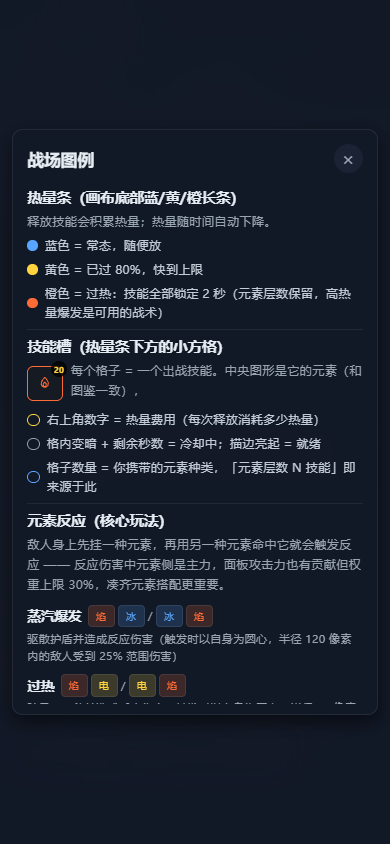 战场图例
×
热量条（画布底部蓝/黄/橙长条）
释放技能会积累热量；热量随时间自动下降。
蓝色 = 常态，随便放
黄色 = 已过 80%，快到上限
橙色 = 过热：技能全部锁定 2 秒（元素层数保留，高热
量爆发是可用的战术）
技能槽（热量条下方的小方格）
20
每个格子 = 一个出战技能。中央图形是它的元素（和
图鉴一致），
右上角数字 = 热量费用（每次释放消耗多少热量）
格内变暗 + 剩余秒数 = 冷却中；描边亮起 = 就绪
格子数量 = 你携带的元素种类，「元素层数 N 技能」即
来源于此
元素反应（核心玩法）
敌人身上先挂一种元素，再用另一种元素命中它就会触发反
应 —— 反应伤害中元素侧是主力，面板攻击力也有贡献但权
重上限 30%，凑齐元素搭配更重要。
蒸汽爆发 焰 冰 / 冰 焰
驱散护盾并造成反应伤害（触发时以自身为圆心，半径 120 像素
内的敌人受到 25% 范围伤害）
过热 焰 电 / 电 焰